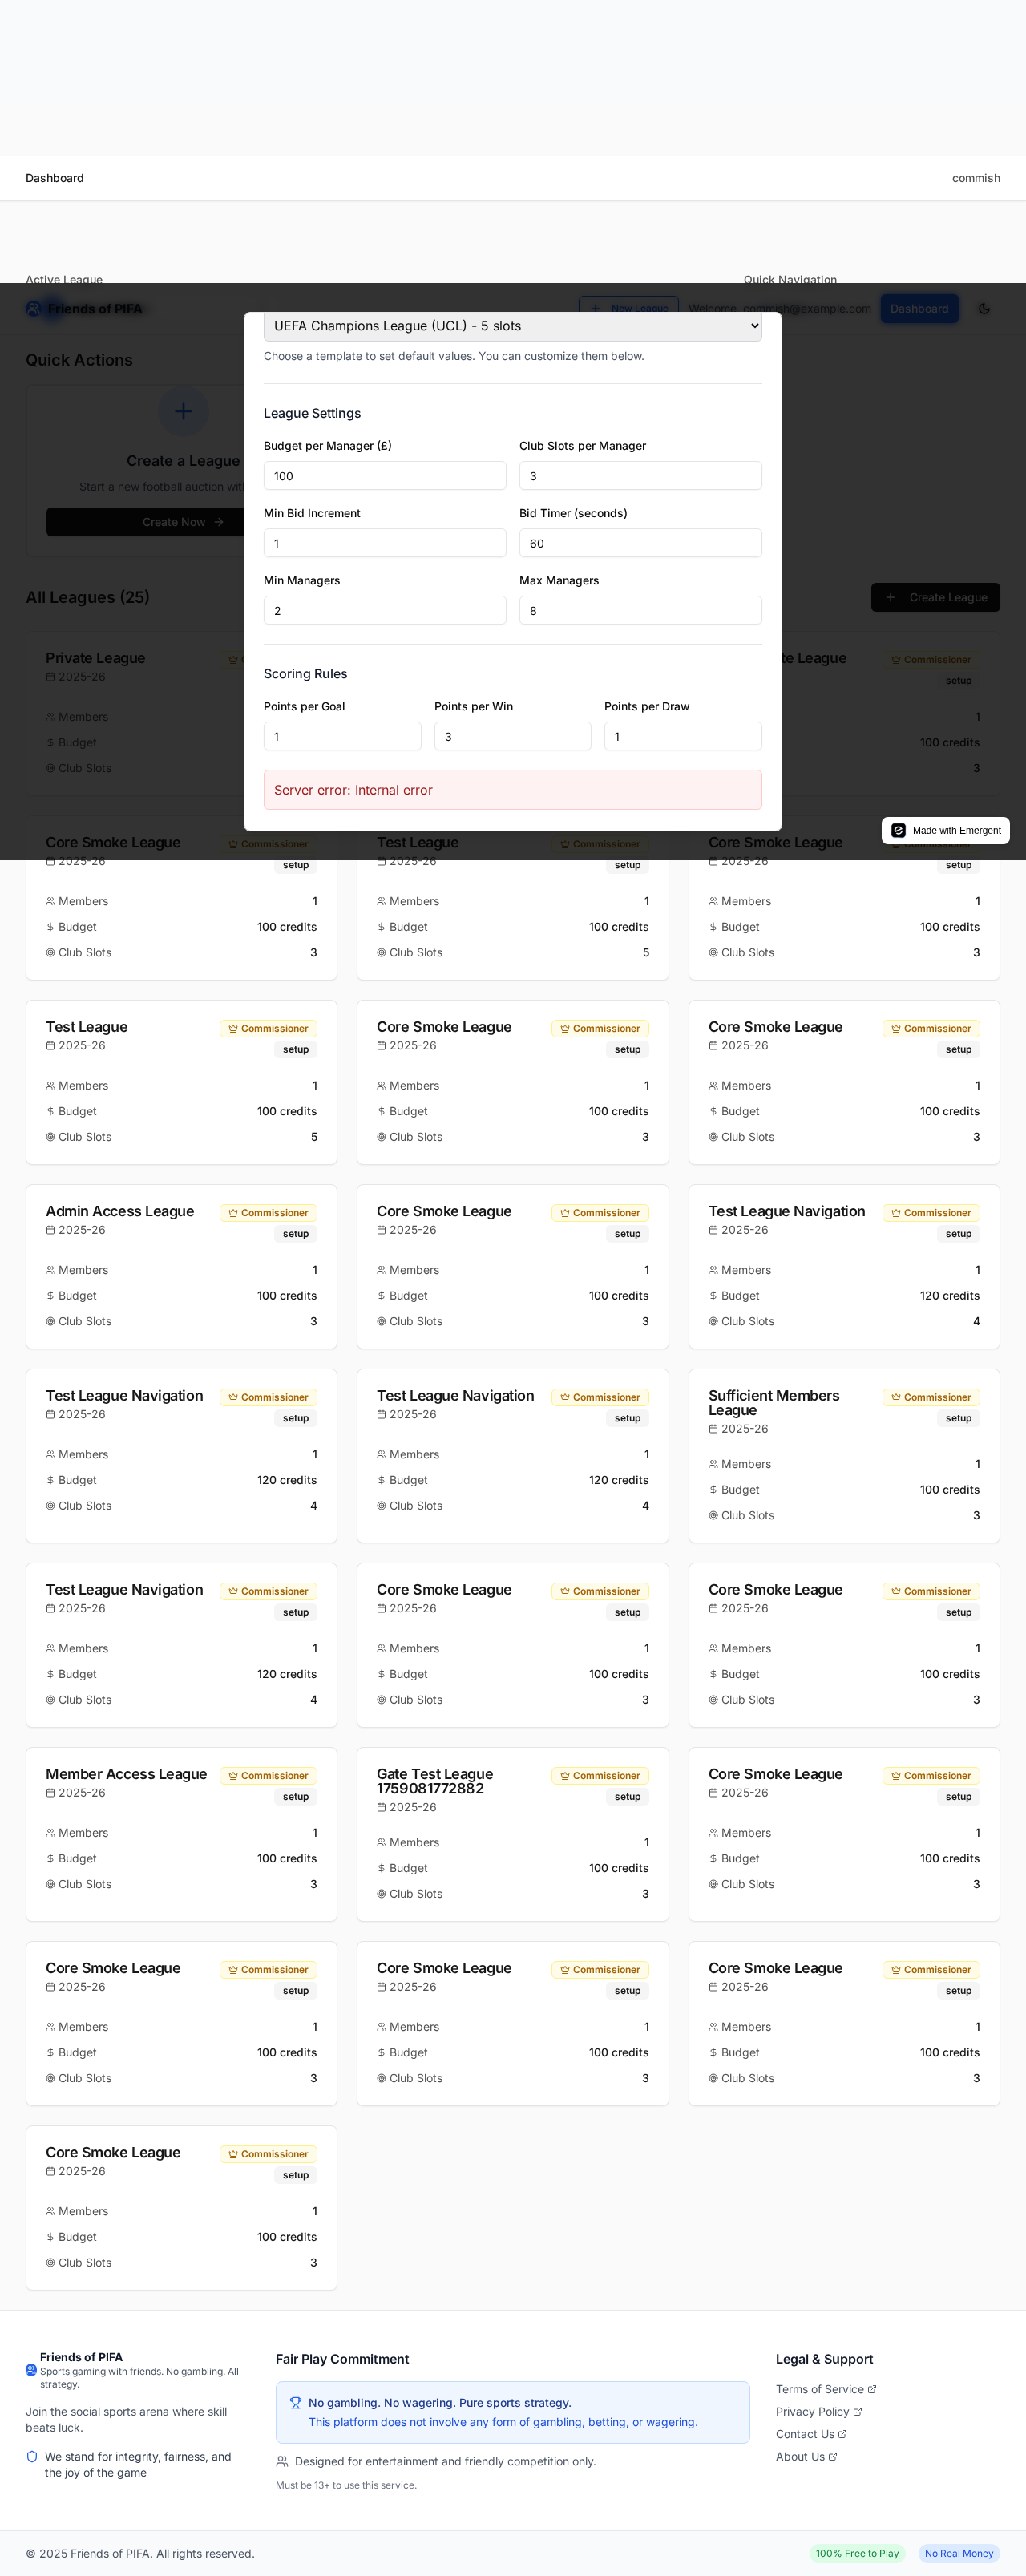 Dashboard
commish
Active League
Quick Navigation
Friends of PIFA
New League
Welcome, commish@example.com
Dashboard
UEFA Champions League (UCL) - 5 slots
Choose a template to set default values. You can customize them below.
League Settings
Budget per Manager (£)
Club Slots per Manager
100
3
Min Bid Increment
Bid Timer (seconds)
1
60
Min Managers
Max Managers
2
8
Scoring Rules
Points per Goal
Points per Win
Points per Draw
1
3
1
Server error: Internal error
Quick Actions
Create a League
Start a new football auction
Create Now
All Leagues (25)
Create League
Private League
2025-26
Members
Budget
Club Slots
League
Commissioner
setup
1
100 credits
3
Made with Emergent
Core Smoke League
Commissioner
2025-26
setup
Members 1
Budget 100 credits
Club Slots 3
Test League
Commissioner
2025-26
setup
Members 1
Budget 100 credits
Club Slots 5
Core Smoke League
2025-26
setup
Members 1
Budget 100 credits
Club Slots 3
Test League
Commissioner
2025-26
setup
Members 1
Budget 100 credits
Club Slots 5
Core Smoke League
Commissioner
2025-26
setup
Members 1
Budget 100 credits
Club Slots 3
Core Smoke League
Commissioner
2025-26
setup
Members 1
Budget 100 credits
Club Slots 3
Admin Access League
Commissioner
2025-26
setup
Members 1
Budget 100 credits
Club Slots 3
Core Smoke League
Commissioner
2025-26
setup
Members 1
Budget 100 credits
Club Slots 3
Test League Navigation
Commissioner
2025-26
setup
Members 1
Budget 120 credits
Club Slots 4
Test League Navigation
Commissioner
2025-26
setup
Members 1
Budget 120 credits
Club Slots 4
Test League Navigation
Commissioner
2025-26
setup
Members 1
Budget 120 credits
Club Slots 4
Sufficient Members
League
Commissioner
2025-26
setup
Members 1
Budget 100 credits
Club Slots 3
Test League Navigation
Commissioner
2025-26
setup
Members 1
Budget 120 credits
Club Slots 4
Core Smoke League
Commissioner
2025-26
setup
Members 1
Budget 100 credits
Club Slots 3
Core Smoke League
Commissioner
2025-26
setup
Members 1
Budget 100 credits
Club Slots 3
Member Access League
Commissioner
2025-26
setup
Members 1
Budget 100 credits
Club Slots 3
Gate Test League
1759081772882
Commissioner
2025-26
setup
Members 1
Budget 100 credits
Club Slots 3
Core Smoke League
Commissioner
2025-26
setup
Members 1
Budget 100 credits
Club Slots 3
Core Smoke League
Commissioner
2025-26
setup
Members 1
Budget 100 credits
Club Slots 3
Core Smoke League
Commissioner
2025-26
setup
Members 1
Budget 100 credits
Club Slots 3
Core Smoke League
Commissioner
2025-26
setup
Members 1
Budget 100 credits
Club Slots 3
Core Smoke League
Commissioner
2025-26
setup
Members 1
Budget 100 credits
Club Slots 3
Friends of PIFA
Sports gaming with friends. No gambling. All
strategy.
Join the social sports arena where skill
beats luck.
We stand for integrity, fairness, and
the joy of the game
Fair Play Commitment
No gambling. No wagering. Pure sports strategy.
This platform does not involve any form of gambling, betting, or wagering.
Designed for entertainment and friendly competition only.
Must be 13+ to use this service.
Legal & Support
Terms of Service
Privacy Policy
Contact Us
About Us
© 2025 Friends of PIFA. All rights reserved.
100% Free to Play
No Real Money